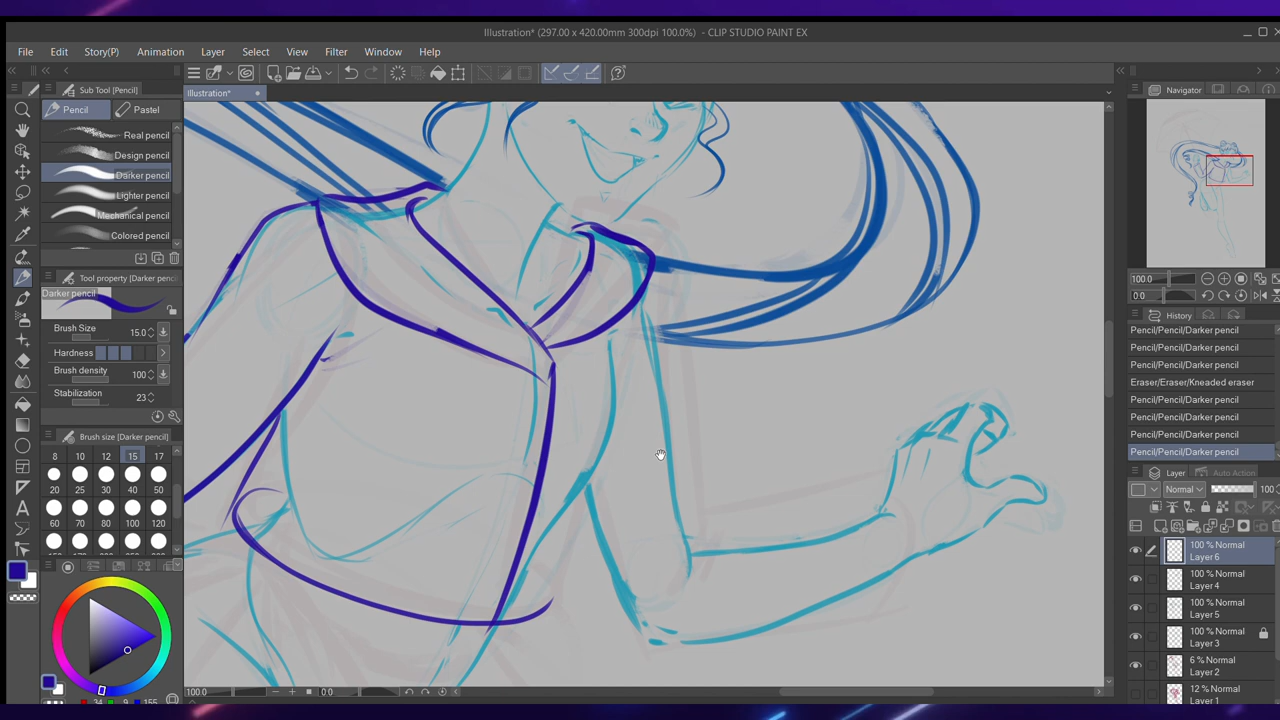 Illustration* (297.00 x 420.00mm 300dpi 100.0%) - CLIP STUDIO PAINT EX
File Edit Story(P) Animation Layer Select View Filter Window Help
Sub Tool [Pencil]
Illustration*
Navigator
Pencil Pastel
Real pencil
Design pencil
Darker pencil
Lighter pencil
Mechanical pencil
Colored pencil
Tool property [Darker penc
Darker pencil
Brush Size 15.0
Hardness
Brush density 100
Stabilization 23
Brush size [Darker pencil]
8 10 12 15 17
20 25 30 40 50
60 70 80 100 120
100.0
0.0
History
Pencil/Pencil/Darker pencil
Pencil/Pencil/Darker pencil
Pencil/Pencil/Darker pencil
Eraser/Eraser/Kneaded eraser
Pencil/Pencil/Darker pencil
Pencil/Pencil/Darker pencil
Pencil/Pencil/Darker pencil
Pencil/Pencil/Darker pencil
Layer Auto Action
Normal 100
100 % Normal
Layer 6
100 % Normal
Layer 4
100 % Normal
Layer 5
100 % Normal
Layer 3
6 % Normal
Layer 2
12 % Normal
Layer 1
100.0 0.0
34 9 155